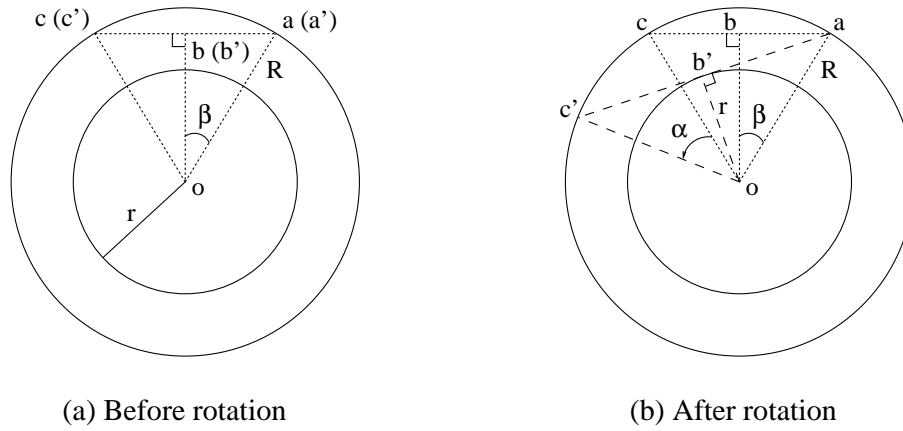 c (c’)
a (a’)
b (b’)
R
β
o
r
(a) Before rotation
c
b
a
b’
R
c’
r
β
α
o
(b) After rotation